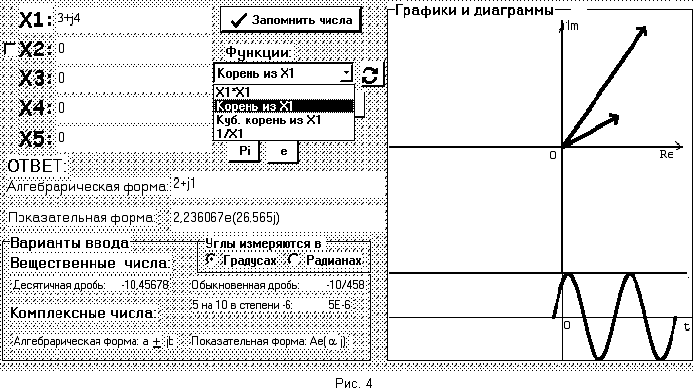 X1: 3+j4
Запомнить числа
Графики и диаграммы
X2: 0
X3: 0
X4: 0
X5: 0
Функции:
Корень из X1
X1*X1
Корень из X1
Куб. корень из X1
1/X1
Pi e
Im
0 Re
ОТВЕТ:
Алгебраическая форма: 2+j1
Показательная форма: 2,236067e(26.565j)
Варианты ввода
Углы измеряются в
Градусах Радианах
Вещественные числа:
Десятичная дробь: -10,45678
Обыкновенная дробь: -10/458
5 на 10 в степени -6: 5E-6
Комплексные числа:
Алгебраическая форма: a ± jb
Показательная форма: Ae(α j)
0 t
Рис. 4